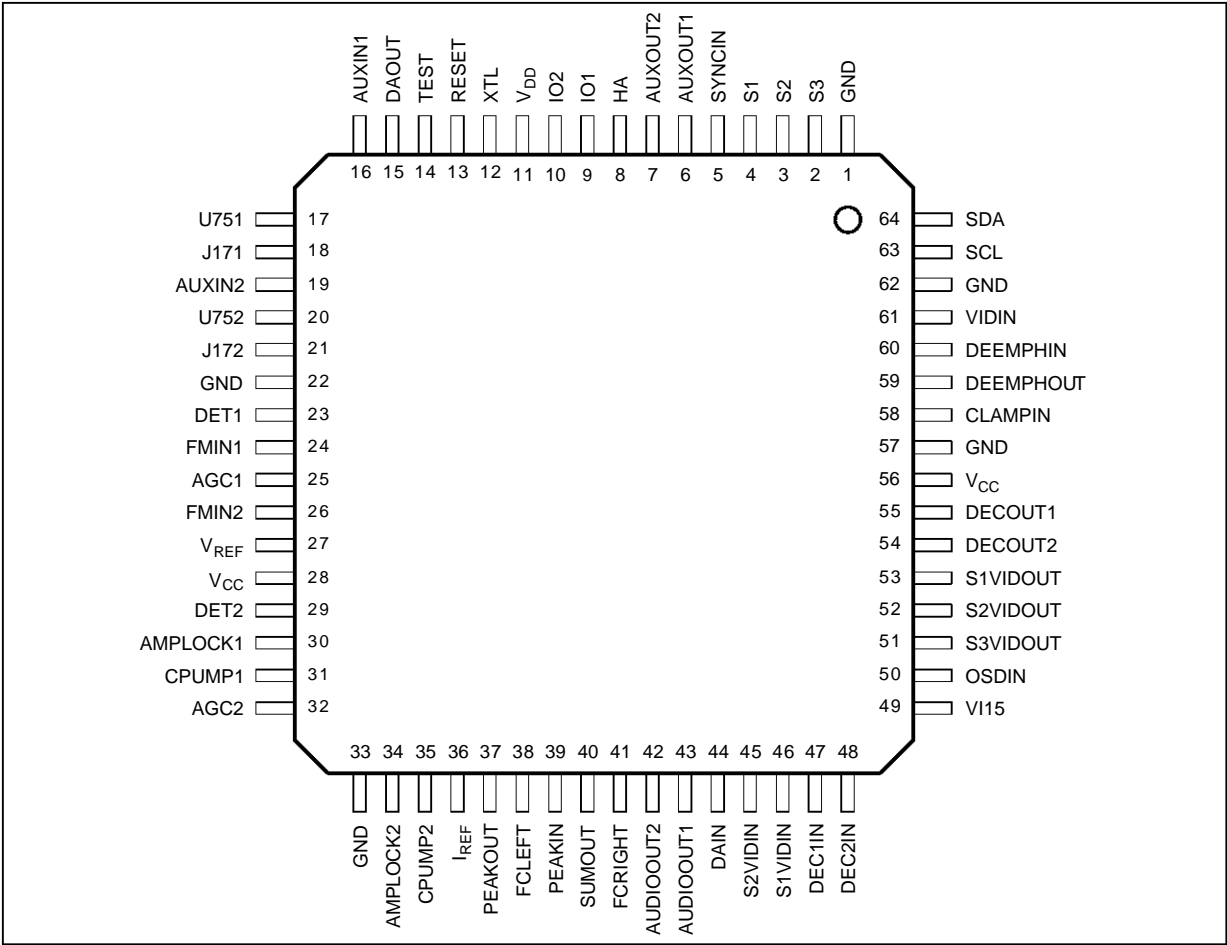 AUXIN1 DAOUT TEST RESET XTL VDD IO2 IO1 HA AUXOUT2 AUXOUT1 SYNCIN S1 S2 S3 GND
16 15 14 13 12 11 10 9 8 7 6 5 4 3 2 1
U751 17 64 SDA
J171 18 63 SCL
AUXIN2 19 62 GND
U752 20 61 VIDIN
J172 21 60 DEEMPHIN
GND 22 59 DEEMPHOUT
DET1 23 58 CLAMPIN
FMIN1 24 57 GND
AGC1 25 56 VCC
FMIN2 26 55 DECOUT1
VREF 27 54 DECOUT2
VCC 28 53 S1VIDOUT
DET2 29 52 S2VIDOUT
AMPLOCK1 30 51 S3VIDOUT
CPUMP1 31 50 OSDIN
AGC2 32 49 VI15
33 34 35 36 37 38 39 40 41 42 43 44 45 46 47 48
GND AMPLOCK2 CPUMP2 IREF PEAKOUT FCLEFT PEAKIN SUMOUT FCRIGHT AUDIOOUT2 AUDIOOUT1 DAIN S2VIDIN S1VIDIN DEC1IN DEC2IN